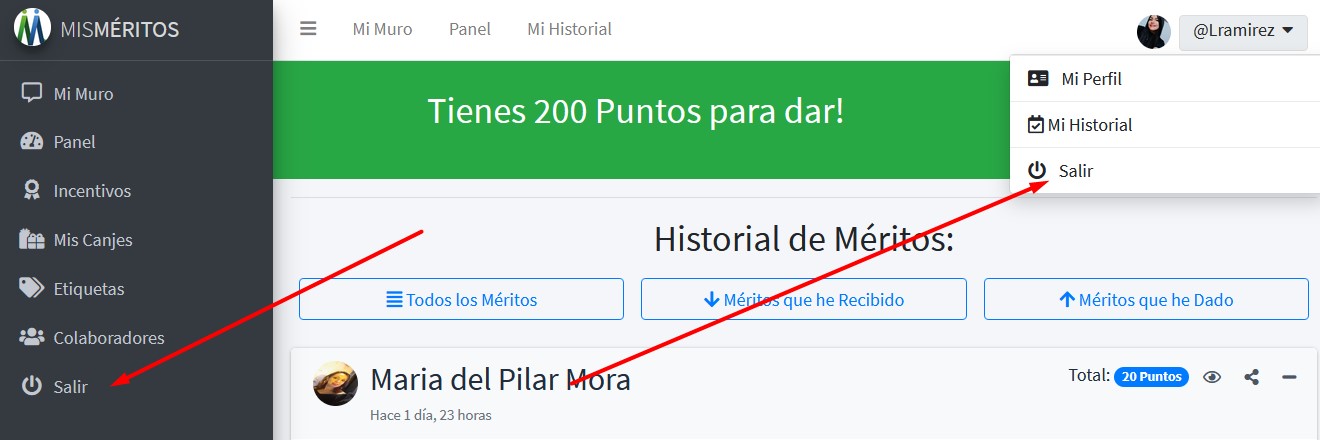 MISMÉRITOS
Mi Muro
Panel
Mi Historial
@Lramirez
Mi Muro
Panel
Incentivos
Mis Canjes
Etiquetas
Colaboradores
Salir
Mi Perfil
Mi Historial
Salir
Tienes 200 Puntos para dar!
Historial de Méritos:
Todos los Méritos
Méritos que he Recibido
Méritos que he Dado
Maria del Pilar Mora
Total: 20 Puntos
Hace 1 día, 23 horas